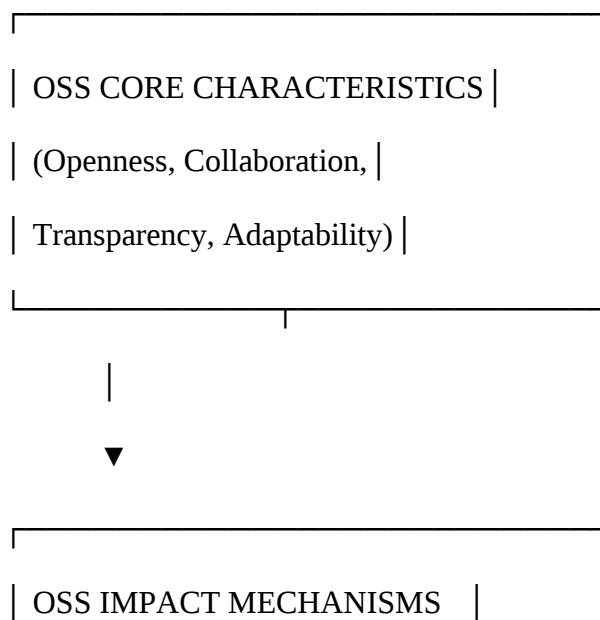 OSS CORE CHARACTERISTICS
(Openness, Collaboration,
Transparency, Adaptability)
OSS IMPACT MECHANISMS